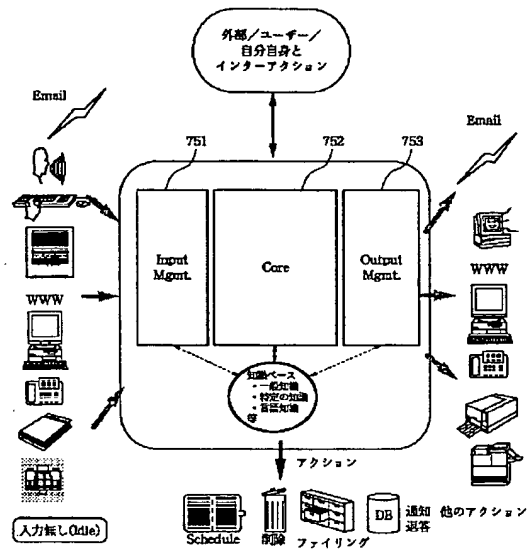 外部/ユーザー/
自分自身と
インターアクション
Email
Email
751
752
753
Input
Mgmt.
Core
Output
Mgmt.
WWW
WWW
知識ベース
・一般知識
・特定の知識
・言語知識
等
アクション
入力無し(Idle)
Schedule
削除
ファイリング
DB
通知
返答
他のアクション